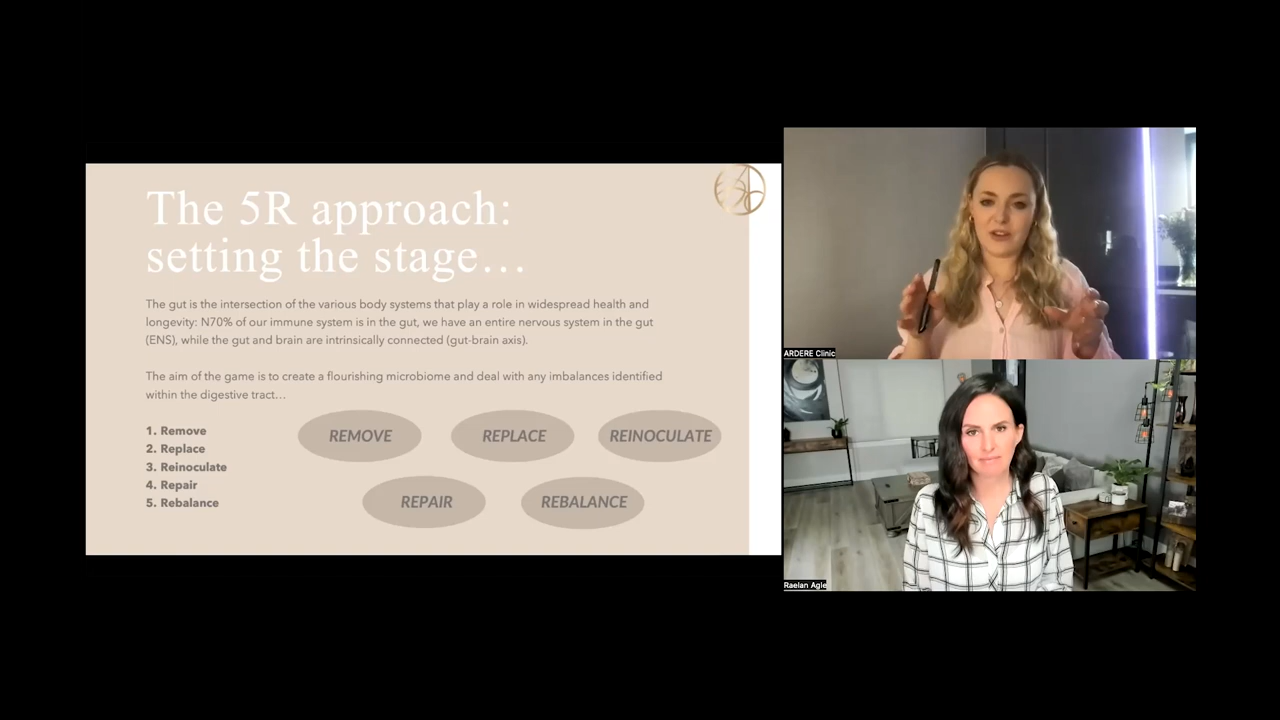 The 5R approach:
setting the stage…
The gut is the intersection of the various body systems that play a role in widespread health and
longevity: N70% of our immune system is in the gut, we have an entire nervous system in the gut
(ENS), while the gut and brain are intrinsically connected (gut-brain axis).
The aim of the game is to create a flourishing microbiome and deal with any imbalances identified
within the digestive tract…
1. Remove
2. Replace
3. Reinoculate
4. Repair
5. Rebalance
REMOVE
REPLACE
REINOCULATE
REPAIR
REBALANCE
ARDERE Clinic
Raelan Agle